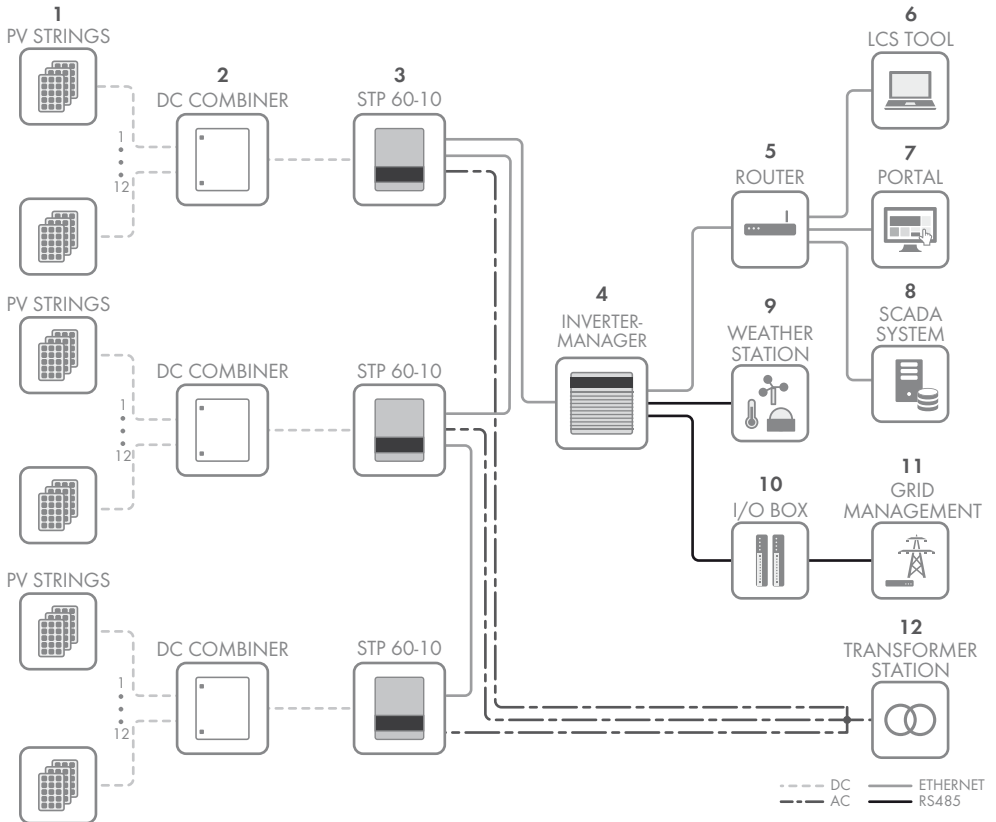 1
PV STRINGS
2
DC COMBINER
3
STP 60-10
1
12
6
LCS TOOL
5
ROUTER
7
PORTAL
4
INVERTER-
MANAGER
9
WEATHER
STATION
8
SCADA
SYSTEM
PV STRINGS
DC COMBINER
STP 60-10
1
12
10
I/O BOX
11
GRID
MANAGEMENT
PV STRINGS
DC COMBINER
STP 60-10
1
12
12
TRANSFORMER
STATION
DC
ETHERNET
AC
RS485